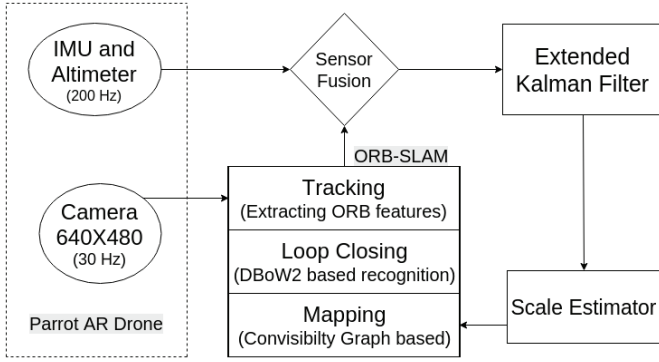 IMU and
Altimeter
(200 Hz)
Sensor
Fusion
Extended
Kalman Filter
ORB-SLAM
Camera
640X480
(30 Hz)
Tracking
(Extracting ORB features)
Loop Closing
(DBoW2 based recognition)
Mapping
(Convisibilty Graph based)
Scale Estimator
Parrot AR Drone